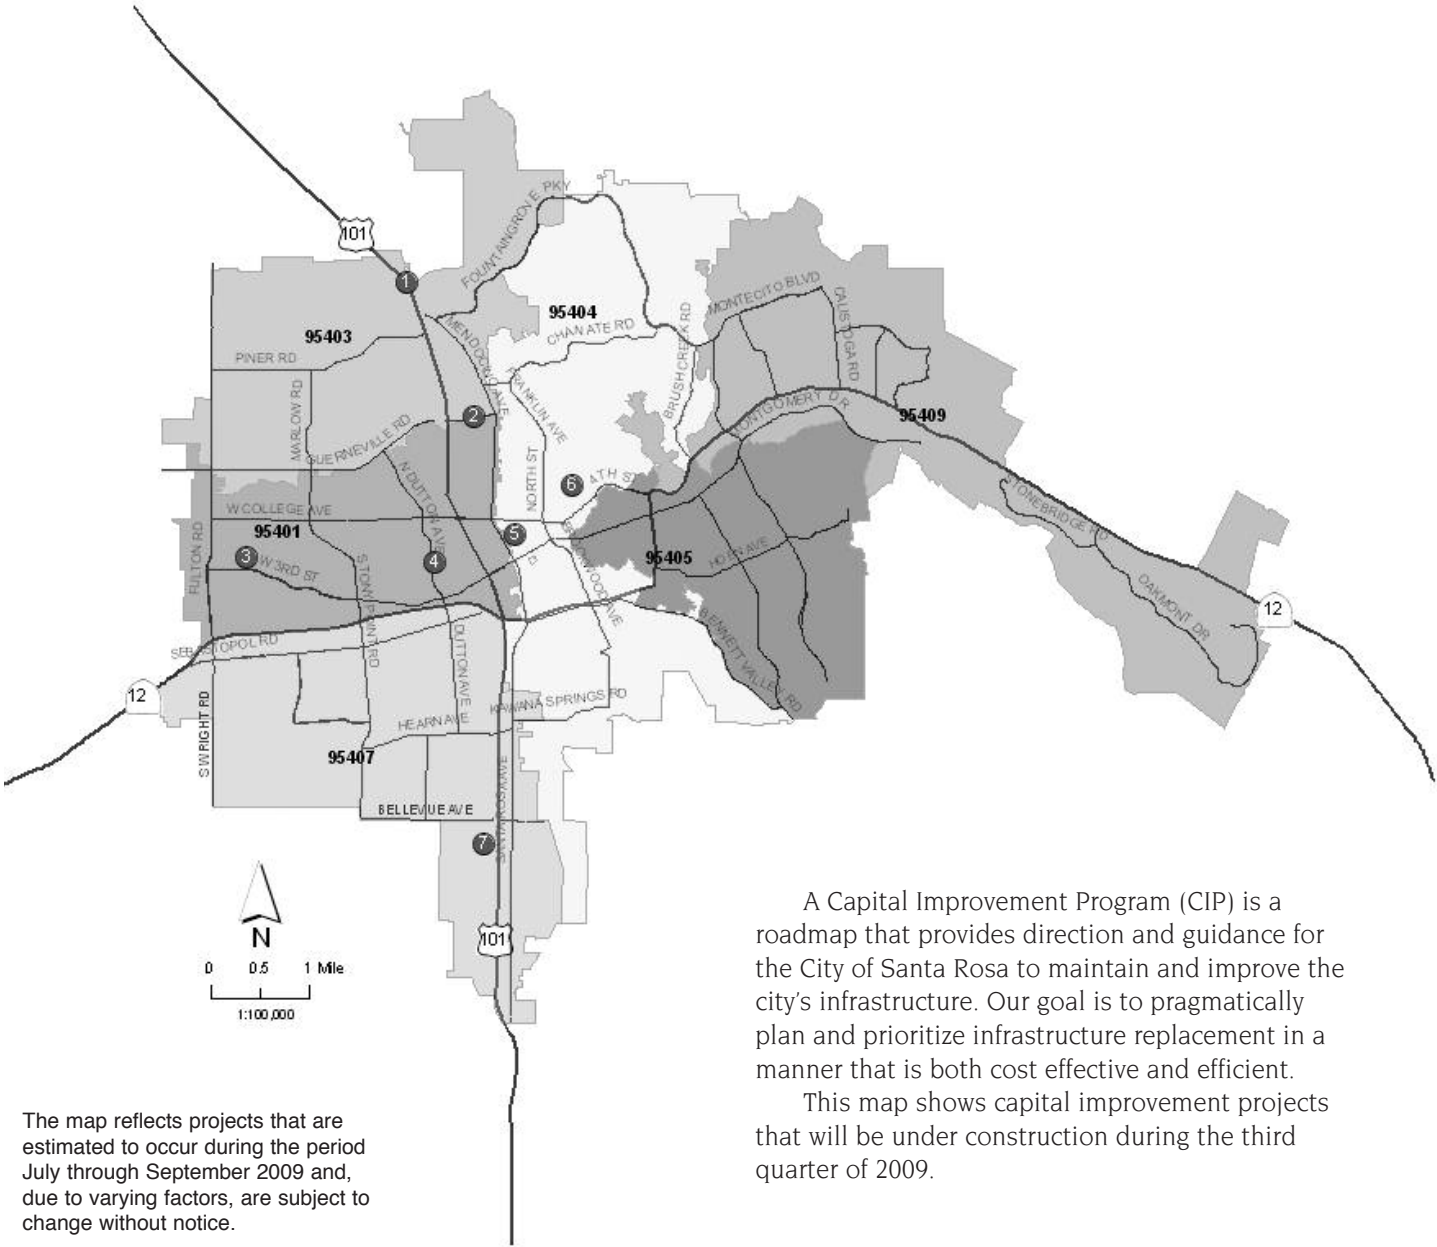 101
FOUNTAINGROVE PKY
1
95404
CHANATE RD
MONTECITO BLVD
CALISTOGA RD
BRUSH CREEK RD
95403
MENDOCINO AVE
PINER RD
FRANKLIN AVE
MARLOW RD
2
MONTGOMERY DR
95409
GUERNEVILLE RD
N DUTTON AVE
NORTH ST
6
4TH ST
STONEBRIDGE RD
W COLLEGE AVE
95401
FULTON RD
3
W 3RD ST
4
5
D
BROOKWOOD AVE
95405
HOEN AVE
STONY POINT RD
OAKMONT DR
12
BENNETT VALLEY RD
SEBASTOPOL RD
DUTTON AVE
12
S WRIGHT RD
KAWANA SPRINGS RD
HEARN AVE
95407
SANTA ROSA AVE
BELLEVUE AVE
7
101
N
0 0.5 1 Mile
1:100,000
A Capital Improvement Program (CIP) is a
roadmap that provides direction and guidance for
the City of Santa Rosa to maintain and improve the
city's infrastructure. Our goal is to pragmatically
plan and prioritize infrastructure replacement in a
manner that is both cost effective and efficient.
This map shows capital improvement projects
that will be under construction during the third
quarter of 2009.
The map reflects projects that are
estimated to occur during the period
July through September 2009 and,
due to varying factors, are subject to
change without notice.